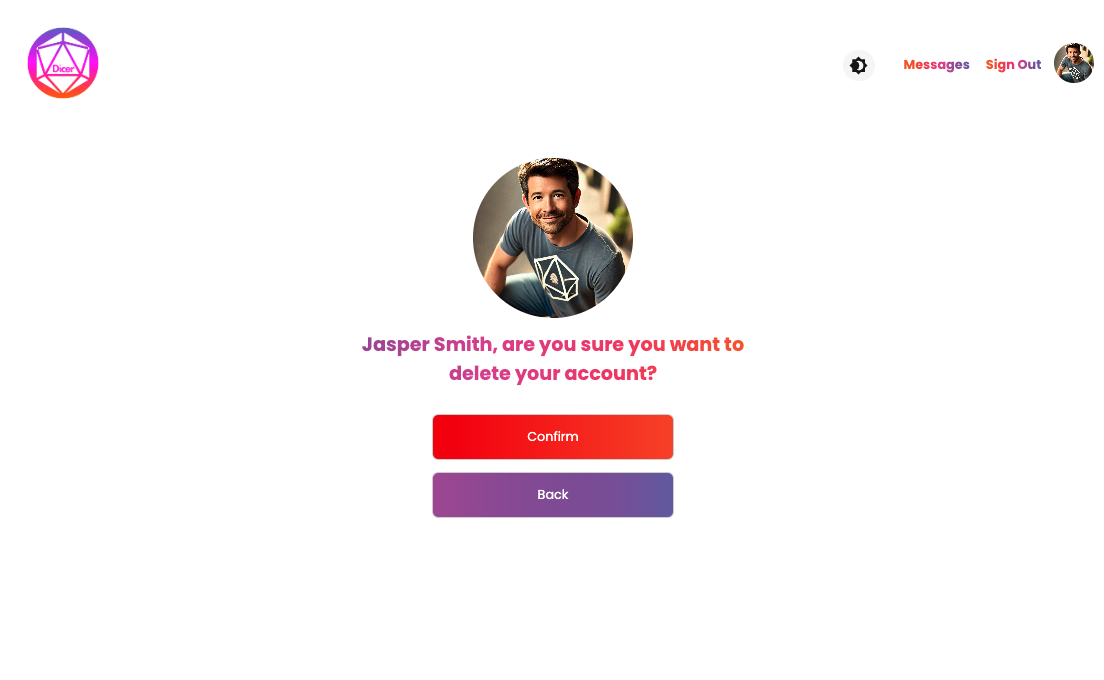 Dicer
Messages
Sign Out
Jasper Smith, are you sure you want to
delete your account?
Confirm
Back